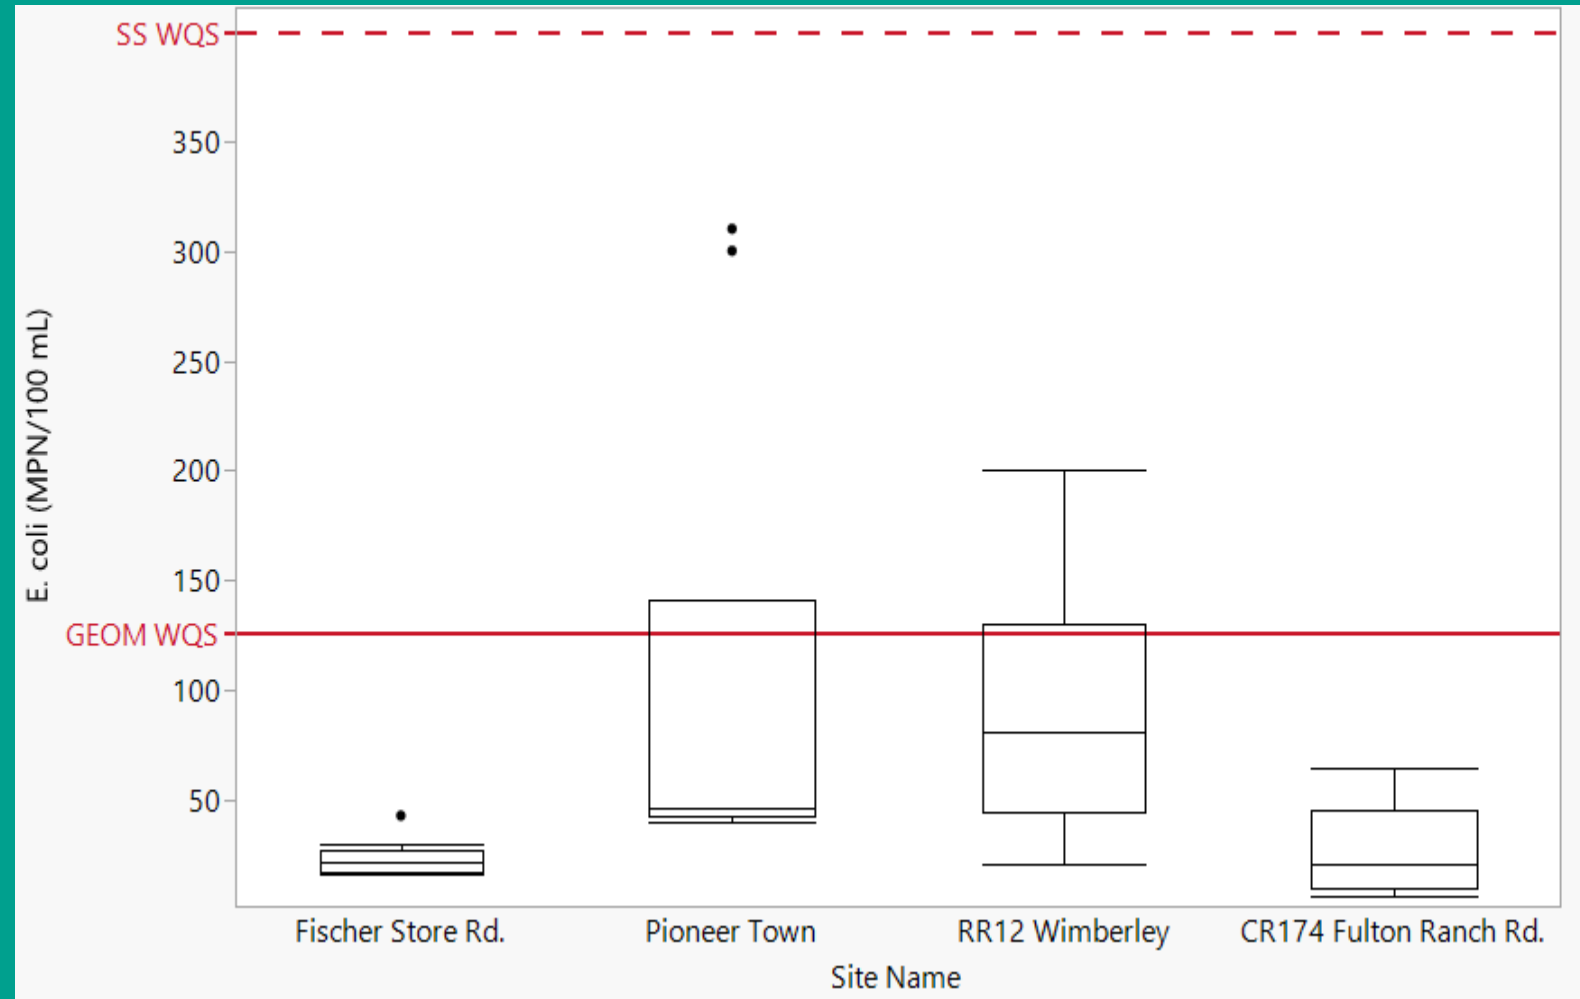 SS WQS
350
300
250
200
150
GEOM WQS
100
50
E. coli (MPN/100 mL)
Fischer Store Rd.
Pioneer Town
RR12 Wimberley
CR174 Fulton Ranch Rd.
Site Name